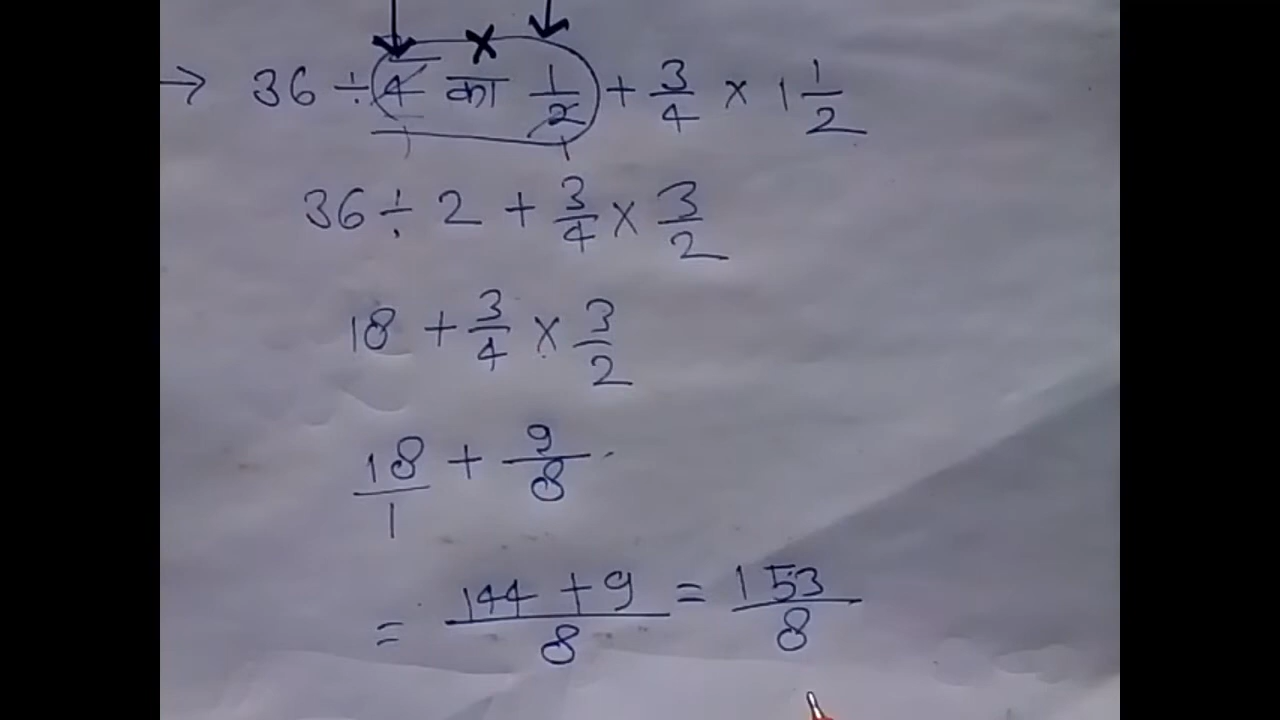 → 36 ÷ 4 का 1/2 + 3/4 × 1 1/2
36 ÷ 2 + 3/4 × 3/2
18 + 3/4 × 3/2
18/1 + 9/8
= 144 + 9/8 = 153/8